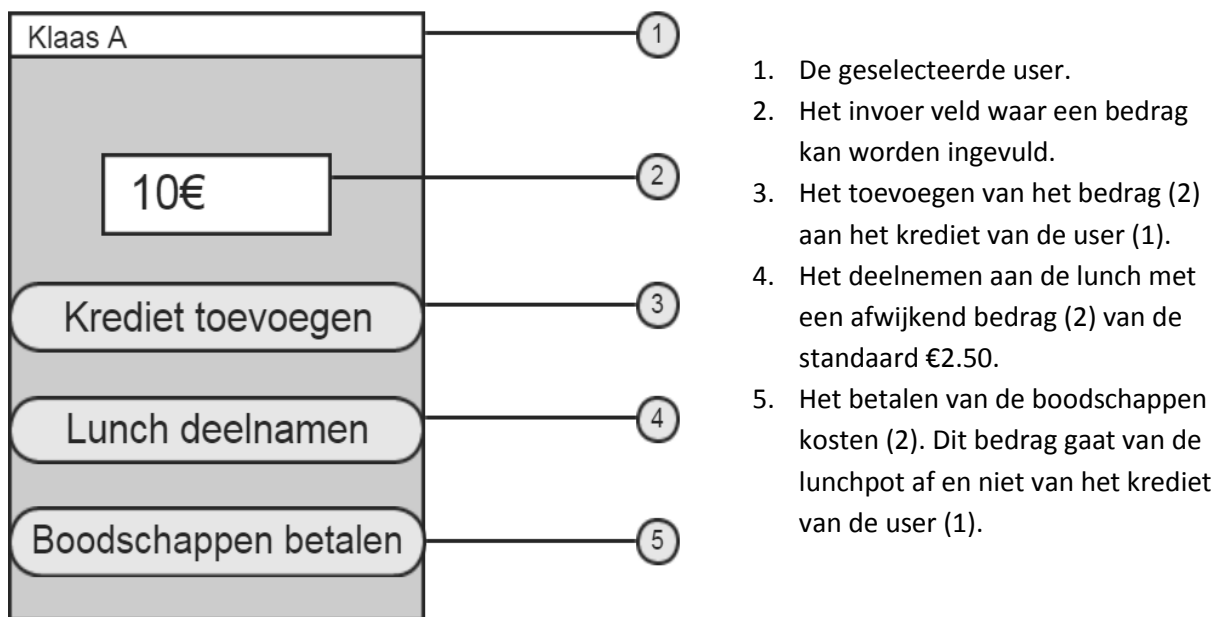 Klaas A
1
10€
2
Krediet toevoegen
3
Lunch deelnamen
4
Boodschappen betalen
5
1. De geselecteerde user.
2. Het invoer veld waar een bedrag
kan worden ingevuld.
3. Het toevoegen van het bedrag (2)
aan het krediet van de user (1).
4. Het deelnemen aan de lunch met
een afwijkend bedrag (2) van de
standaard €2.50.
5. Het betalen van de boodschappen
kosten (2). Dit bedrag gaat van de
lunchpot af en niet van het krediet
van de user (1).